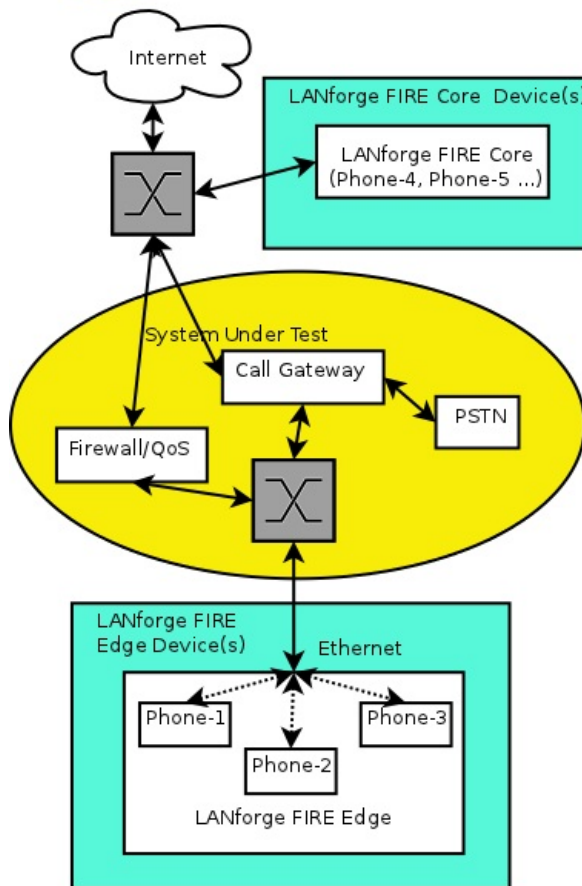 Internet
LANforge FIRE Core Device(s)
LANforge FIRE Core
(Phone-4, Phone-5 ...)
System Under Test
Call Gateway
PSTN
Firewall/QoS
LANforge FIRE
Edge Device(s)
Ethernet
Phone-1
Phone-3
Phone-2
LANforge FIRE Edge